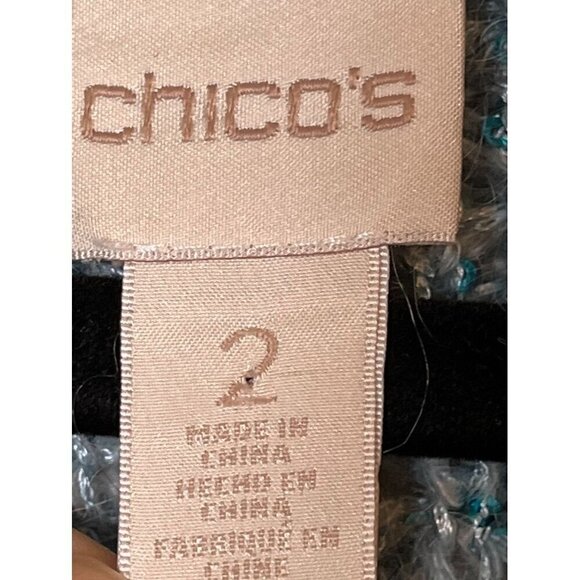 chico's
2
MADE IN
CHINA
HECHO EN
CHINA
FABRIQUÉ EN
CHINE